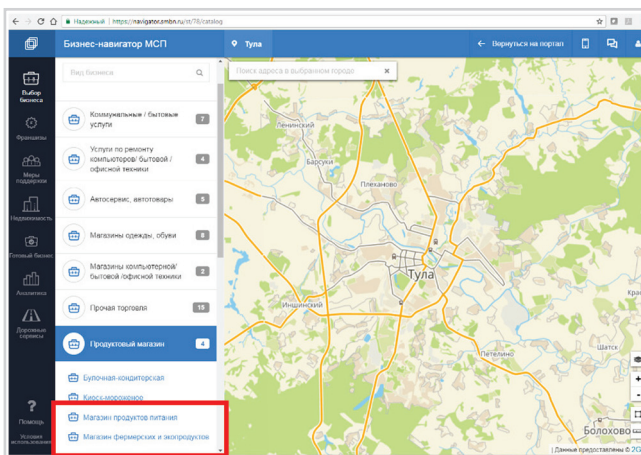 Надежный | https://navigator.smbn.ru/st/78/catalog
Бизнес-навигатор МСП
Тула
Вернуться на портал
Выбор
бизнеса
Франшизы
Меры
поддержки
Недвижимость
Готовый бизнес
Аналитика
Дорожные
сервисы
Помощь
Условия
использования
Вид бизнеса
Коммунальные / бытовые
услуги
7
Услуги по ремонту
компьютеров/ бытовой /
офисной техники
4
Автосервис, автотовары
5
Магазины одежды, обуви
Магазины компьютерной/
бытовой /офисной техники
2
Прочая торговля
15
Продуктовый магазин
4
Булочная-кондитерская
Киоск-мороженое
Магазин продуктов питания
Магазин фермерских и экопродуктов
Поиск адреса в выбранном городе
Ленинский
Барсуки
Плеханово
Тула
Иншинский
Петелино
Шатск
Болохово
Данные предоставлены ©